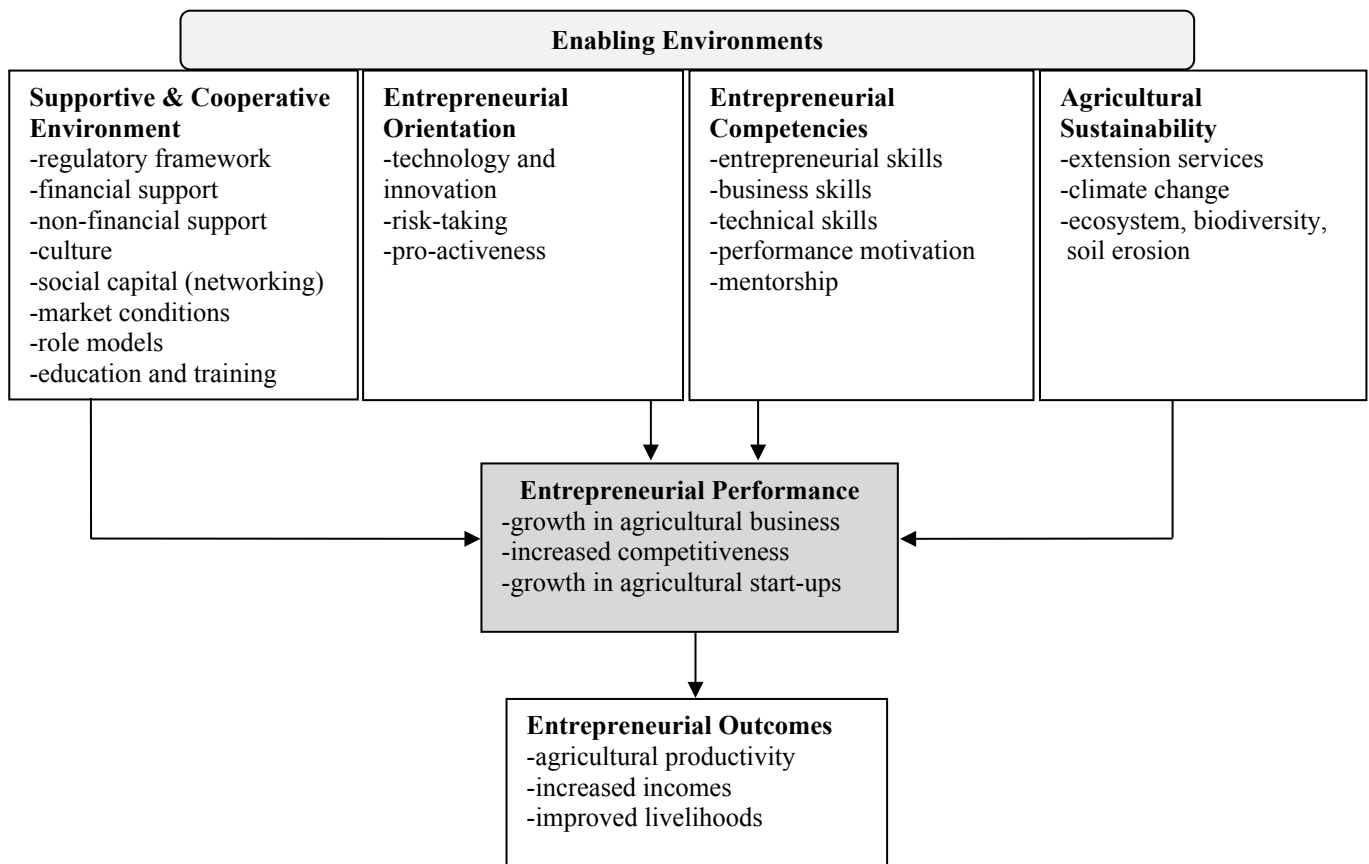 Enabling Environments
Supportive & Cooperative
Environment
-regulatory framework
-financial support
-non-financial support
-culture
-social capital (networking)
-market conditions
-role models
-education and training
Entrepreneurial
Orientation
-technology and
innovation
-risk-taking
-pro-activeness
Entrepreneurial
Competencies
-entrepreneurial skills
-business skills
-technical skills
-performance motivation
-mentorship
Agricultural
Sustainability
-extension services
-climate change
-ecosystem, biodiversity,
soil erosion
Entrepreneurial Performance
-growth in agricultural business
-increased competitiveness
-growth in agricultural start-ups
Entrepreneurial Outcomes
-agricultural productivity
-increased incomes
-improved livelihoods